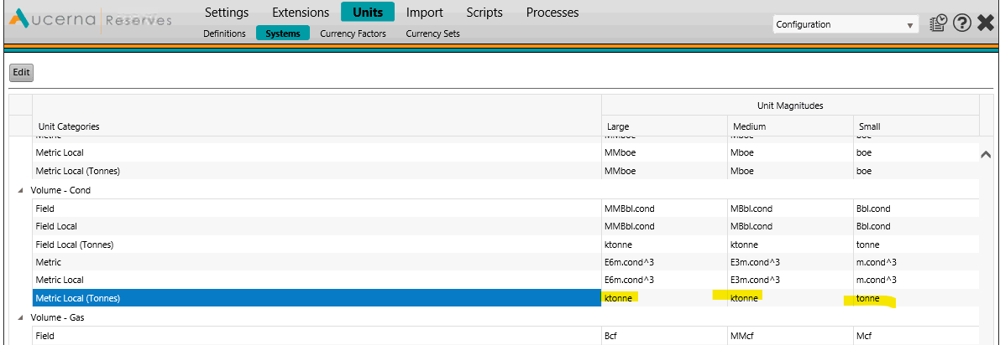 Aucerna Reserves
Settings Extensions Units Import Scripts Processes
Definitions Systems Currency Factors Currency Sets
Configuration
Edit
Unit Magnitudes
Unit Categories Large Medium Small
Metric MMboe Mboe boe
Metric Local MMboe Mboe boe
Metric Local (Tonnes) MMboe Mboe boe
Volume - Cond
Field MMBbl.cond MBbl.cond Bbl.cond
Field Local MMBbl.cond MBbl.cond Bbl.cond
Field Local (Tonnes) ktonne ktonne tonne
Metric E6m.cond^3 E3m.cond^3 m.cond^3
Metric Local E6m.cond^3 E3m.cond^3 m.cond^3
Metric Local (Tonnes) ktonne ktonne tonne
Volume - Gas
Field Bcf MMcf Mcf